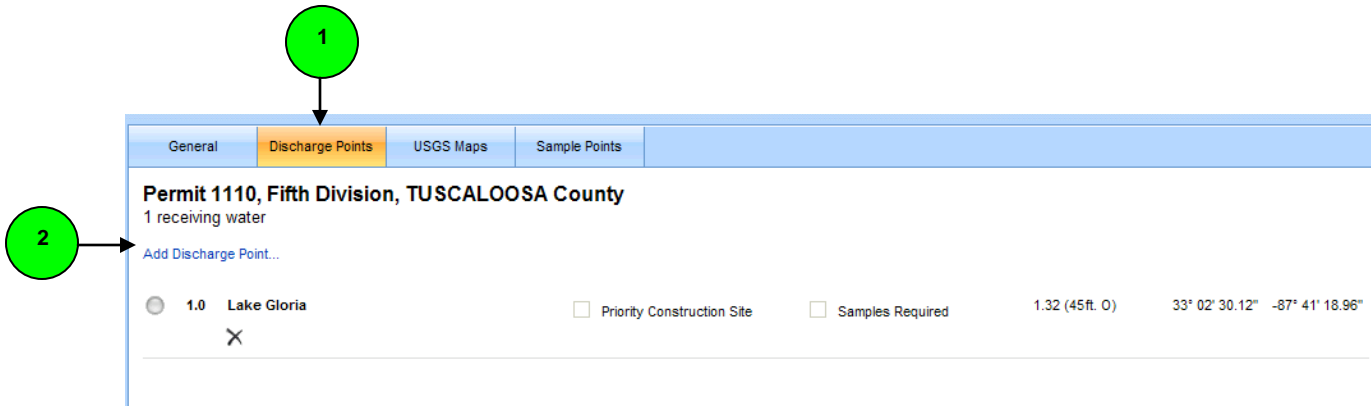 1
General Discharge Points USGS Maps Sample Points
Permit 1110, Fifth Division, TUSCALOOSA County
1 receiving water
2
Add Discharge Point...
1.0 Lake Gloria Priority Construction Site Samples Required 1.32 (45ft. O) 33° 02' 30.12" -87° 41' 18.96"